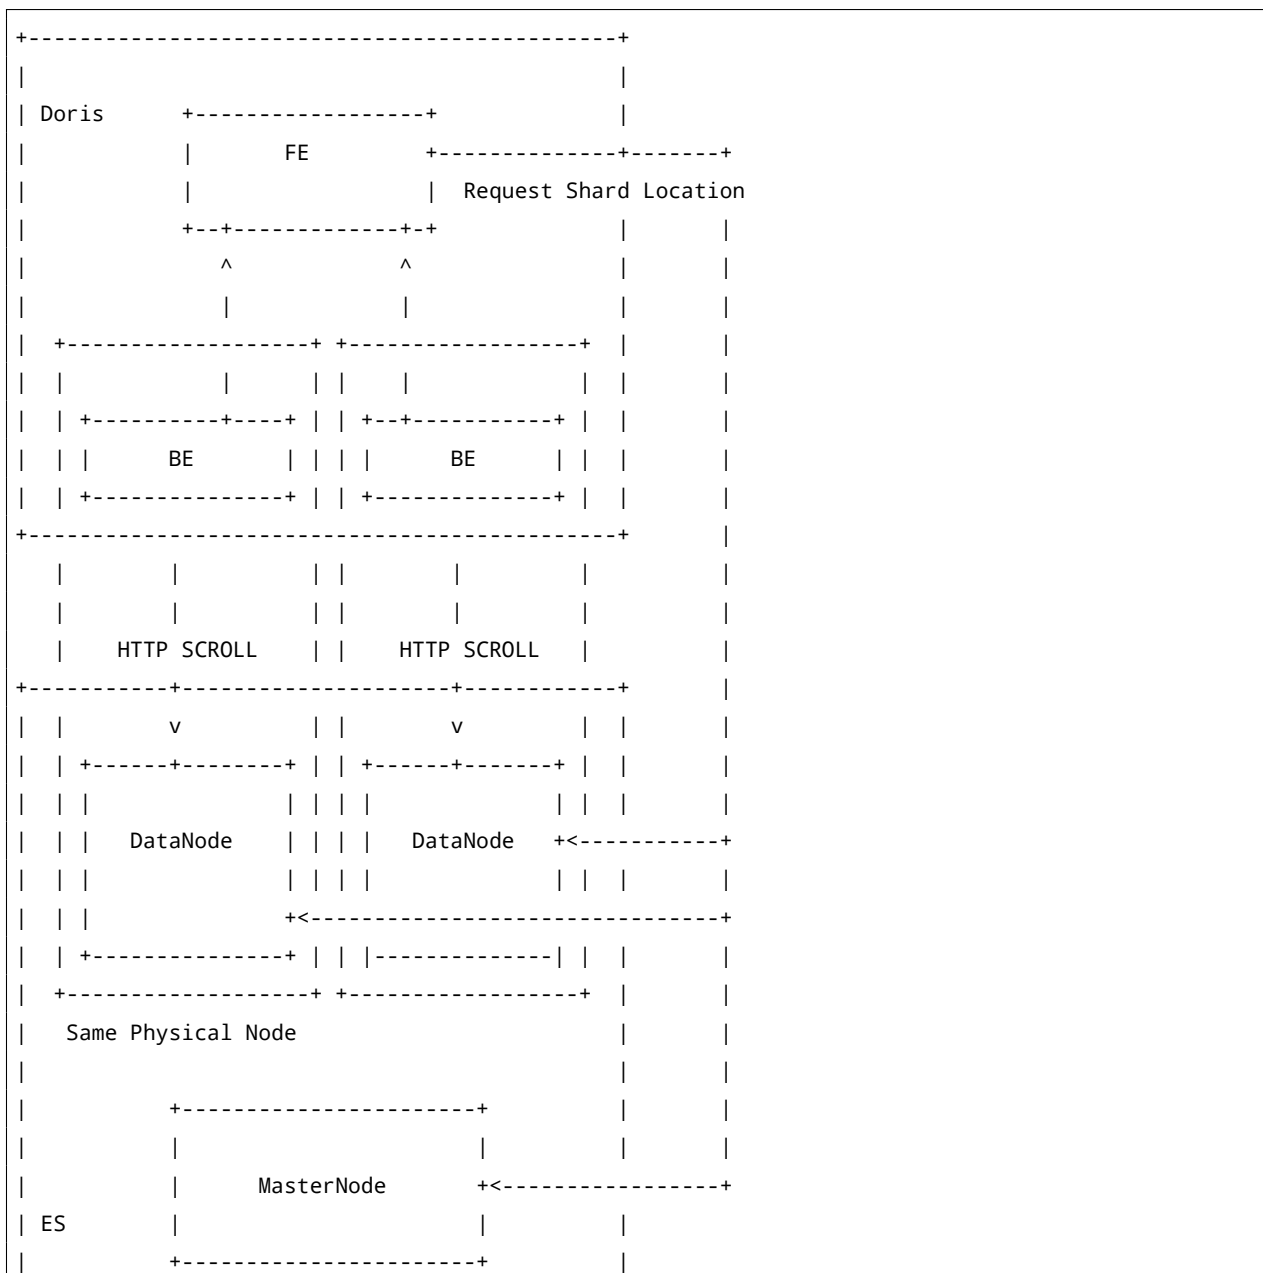 +----------------------------------------------+
|                                              |
| Doris      +------------------+              |
|            |       FE         +--------------+-------+
|            |                  |  Request Shard Location
|            +--+-------------+-+              |       |
|               ^             ^                |       |
|               |             |                |       |
|  +-------------------+ +------------------+  |       |
|  |            |      | |    |             |  |       |
|  | +----------+----+ | | +--+-----------+ |  |       |
|  | |      BE       | | | |      BE      | |  |       |
|  | +---------------+ | | +--------------+ |  |       |
+----------------------------------------------+       |
   |        |          | |        |         |          |
   |        |          | |        |         |          |
   |    HTTP SCROLL    | |    HTTP SCROLL   |          |
+-----------+---------------------+------------+       |
|  |        v          | |        v         |  |       |
|  | +------+--------+ | | +------+-------+ |  |       |
|  | |               | | | |              | |  |       |
|  | |   DataNode    | | | |   DataNode   +<-----------+
|  | |               | | | |              | |  |       |
|  | |               +<--------------------------------+
|  | +---------------+ | | |--------------| |  |       |
|  +-------------------+ +------------------+  |       |
|   Same Physical Node                         |       |
|                                              |       |
|           +-----------------------+          |       |
|           |                       |          |       |
|           |      MasterNode       +<-----------------+
| ES        |                       |          |
|           +-----------------------+          |